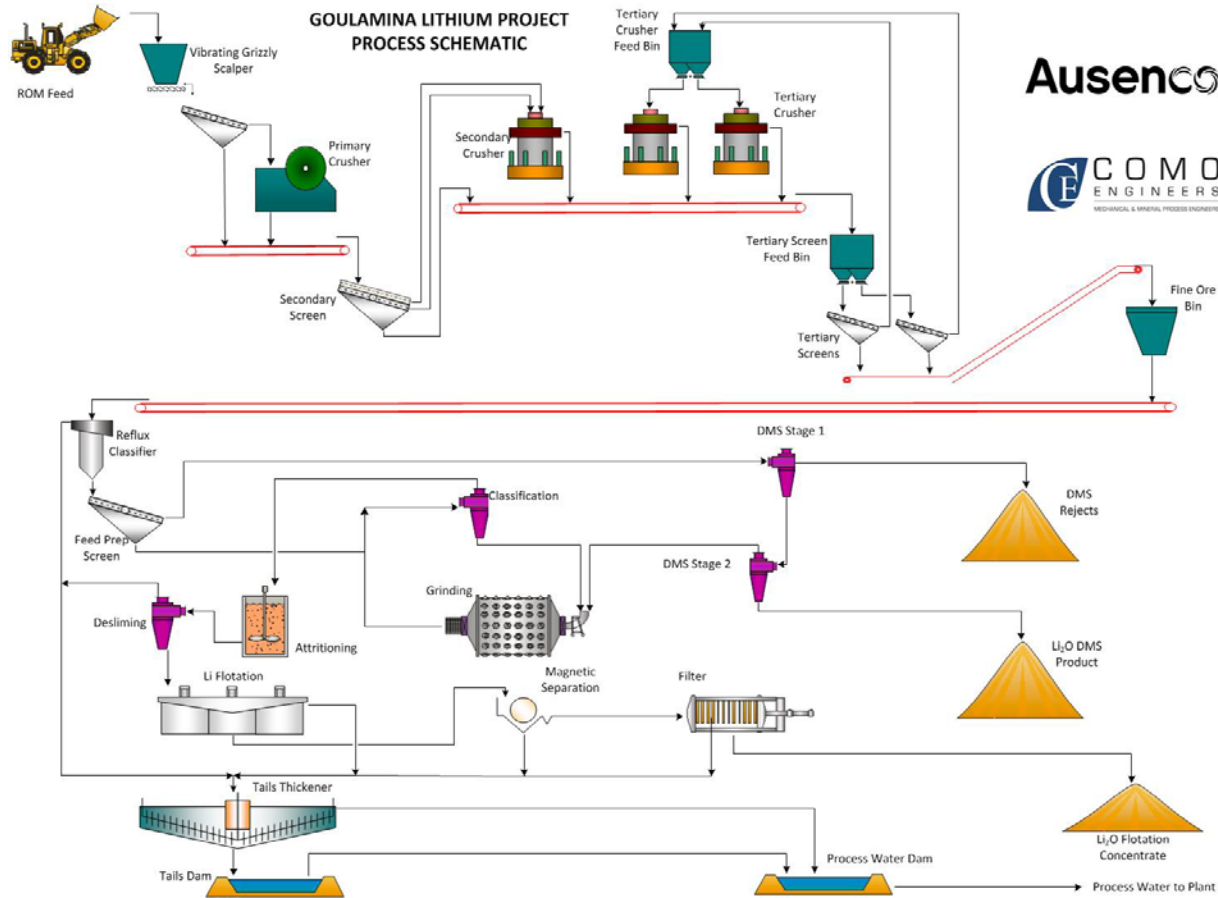 GOULAMINA LITHIUM PROJECT
PROCESS SCHEMATIC
ROM Feed
Vibrating Grizzly
Scalper
Primary
Crusher
Secondary
Screen
Secondary
Crusher
Tertiary
Crusher
Feed Bin
Tertiary
Crusher
Tertiary Screen
Feed Bin
Tertiary
Screens
Fine Ore
Bin
Ausenco
CE
COMO
ENGINEERS
MECHANICAL & MINERAL PROCESS ENGINEERS
Reflux
Classifier
Feed Prep
Screen
Classification
DMS Stage 1
DMS
Rejects
DMS Stage 2
Grinding
Desliming
Attritioning
Li₂O DMS
Product
Li Flotation
Magnetic
Separation
Filter
Tails Thickener
Li₂O Flotation
Concentrate
Tails Dam
Process Water Dam
Process Water to Plant